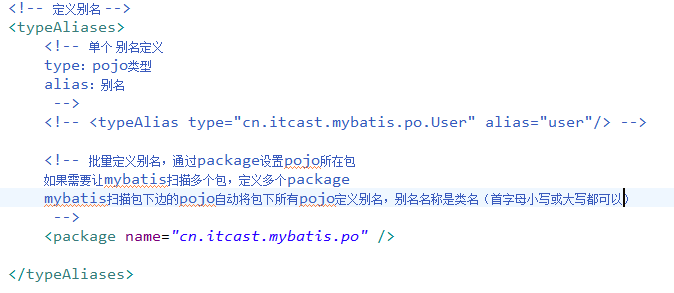 <!-- 定义别名 -->
<typeAliases>
<!-- 单个 别名定义
type：pojo类型
alias：别名
-->
<!-- <typeAlias type="cn.itcast.mybatis.po.User" alias="user"/> -->
<!-- 批量定义别名，通过package设置pojo所在包
如果需要让mybatis扫描多个包，定义多个package
mybatis扫描包下边的pojo自动将包下所有pojo定义别名，别名名称是类名（首字母小写或大写都可以）
-->
<package name="cn.itcast.mybatis.po" />
</typeAliases>